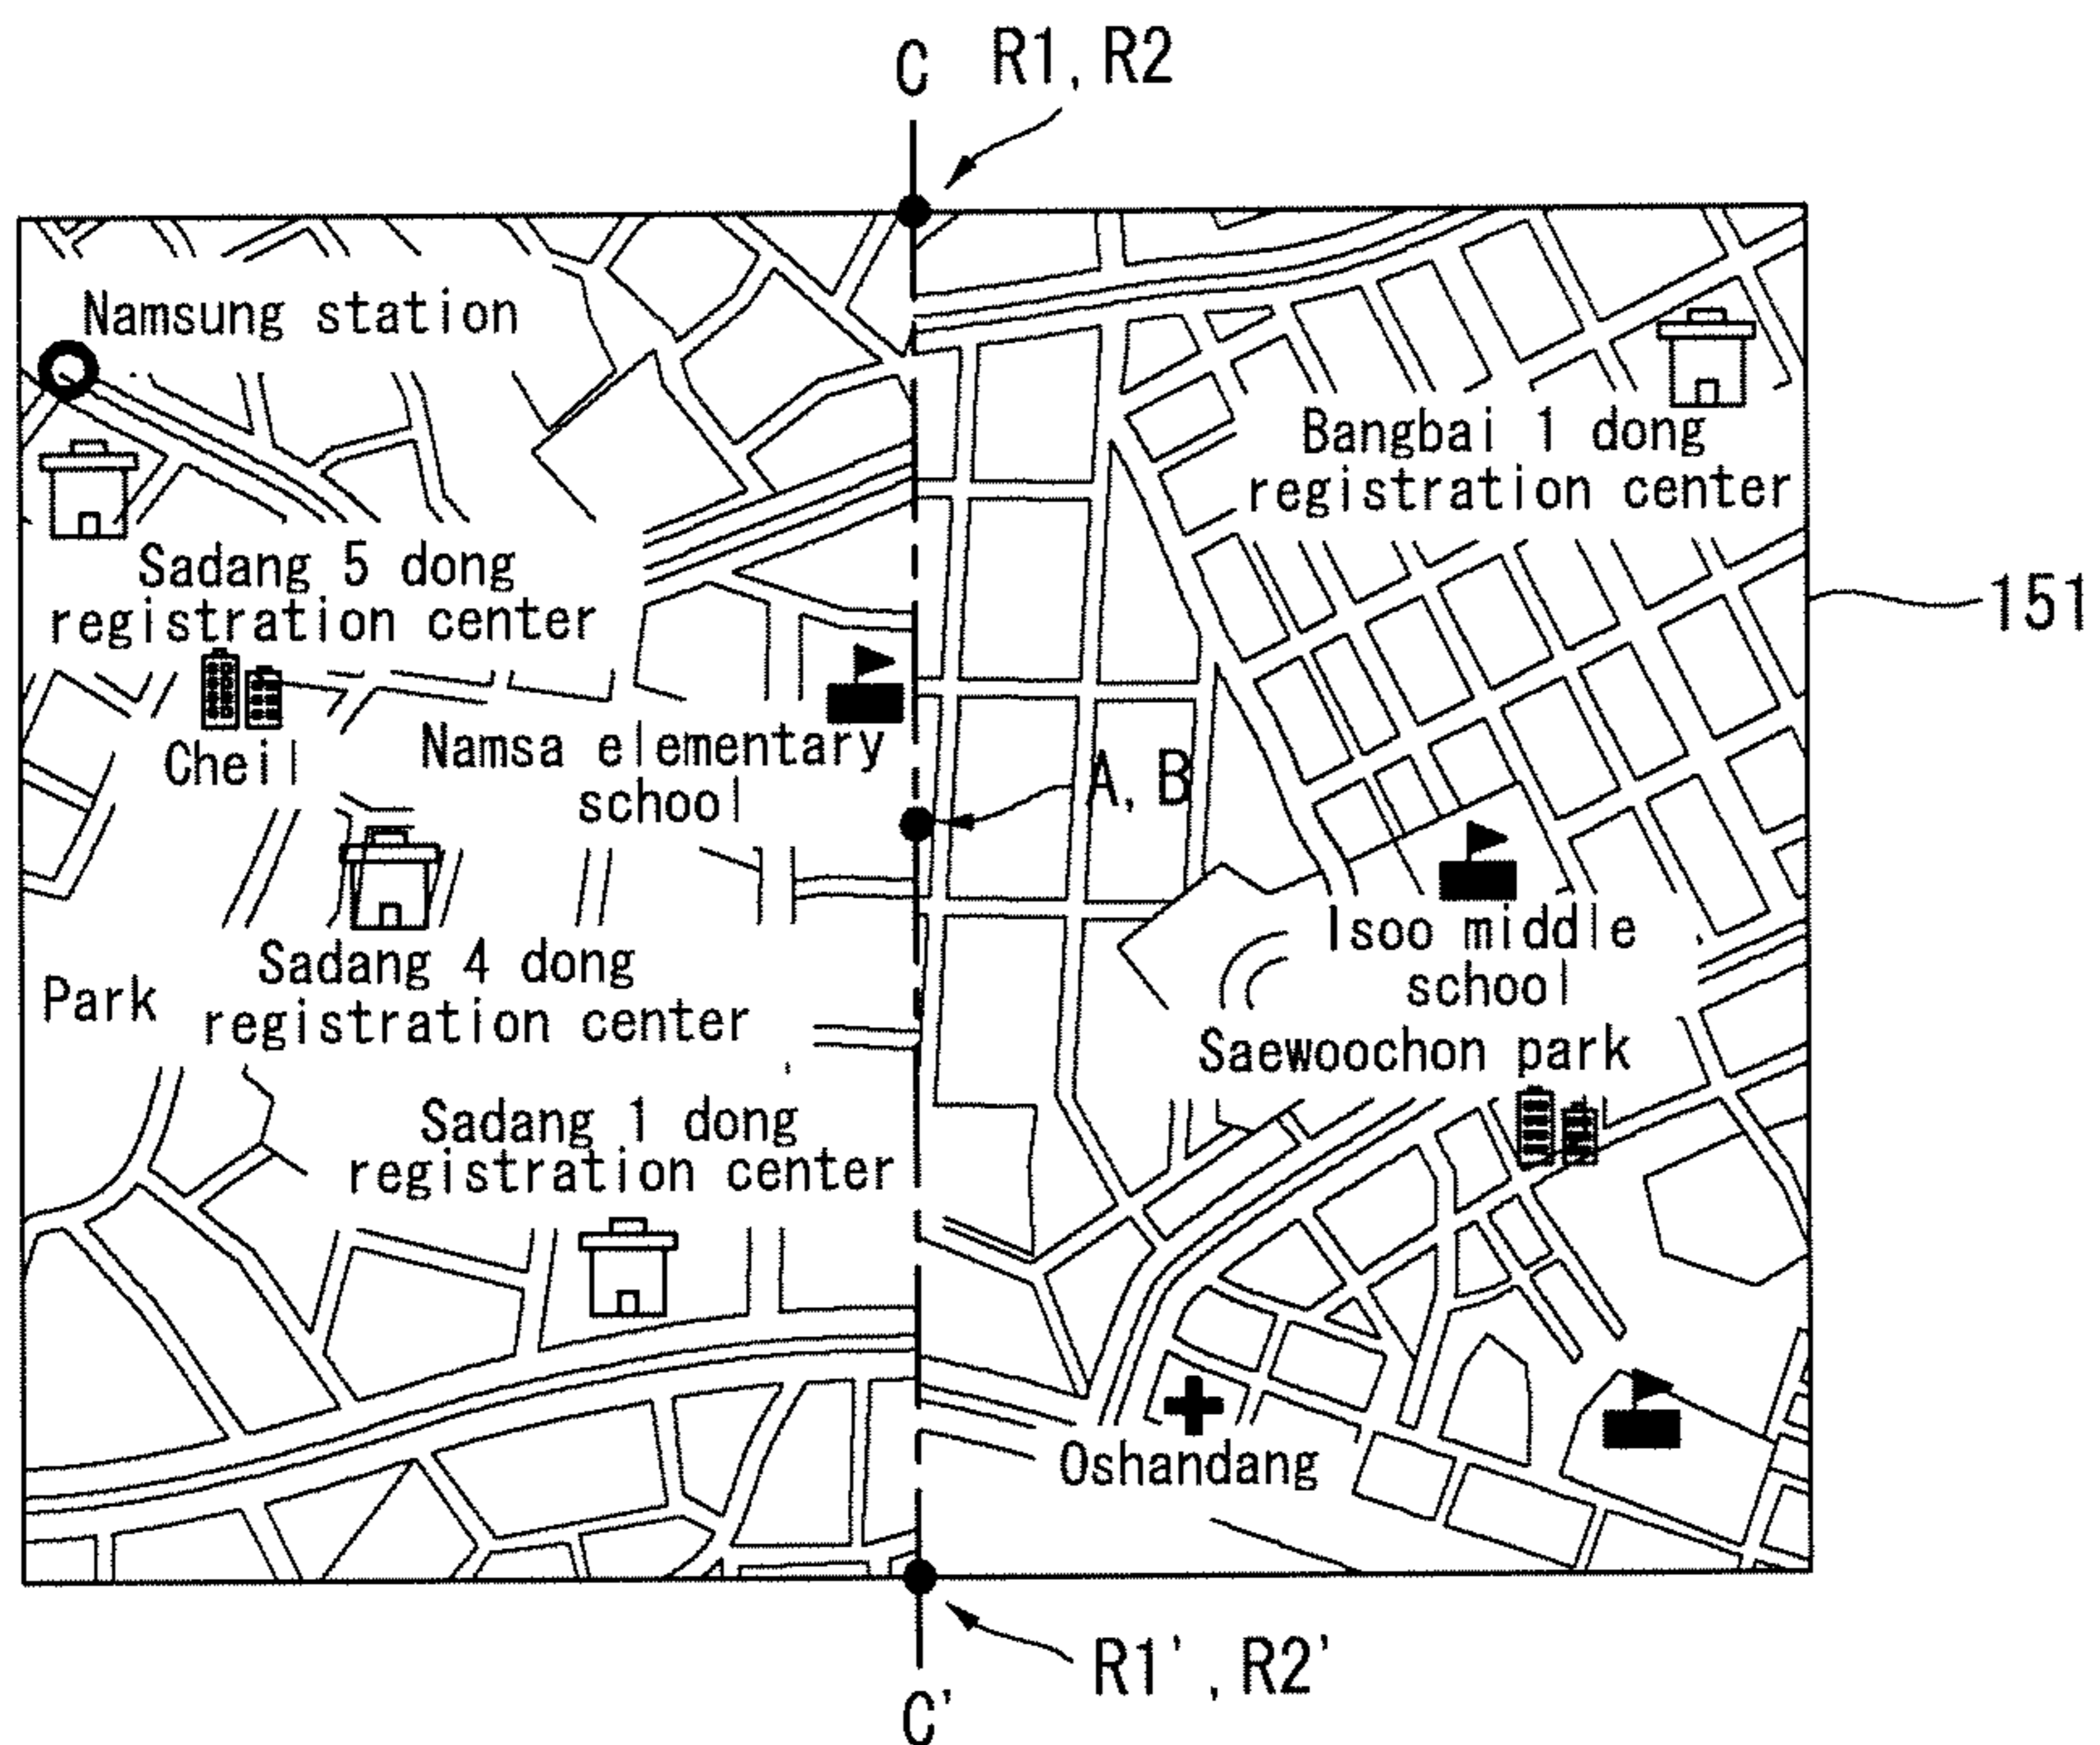 C
R1, R2
Namsung station
Bangbai 1 dong
registration center
Sadang 5 dong
registration center
151
Cheil
Namsa elementary
school
A, B
Isoo middle
school
Sadang 4 dong
registration center
Park
Saewoochon park
Sadang 1 dong
registration center
Oshandang
R1', R2'
C'